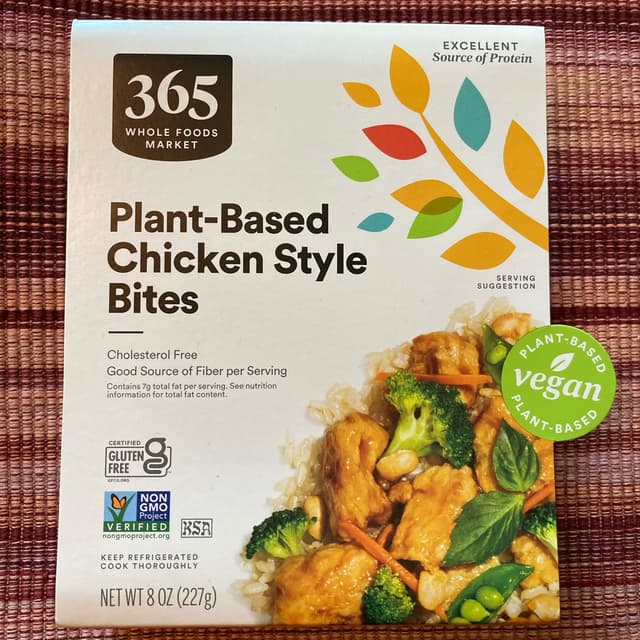 365
WHOLE FOODS
MARKET
EXCELLENT
Source of Protein
Plant-Based
Chicken Style
Bites
SERVING
SUGGESTION
Cholesterol Free
Good Source of Fiber per Serving
Contains 7g total fat per serving. See nutrition
information for total fat content.
PLANT-BASED
vegan
PLANT-BASED
CERTIFIED
GLUTEN
FREE
GFCO.ORG
NON
GMO
Project
VERIFIED
nongmoproject.org
KSA
KEEP REFRIGERATED
COOK THOROUGHLY
NET WT 8 OZ (227g)